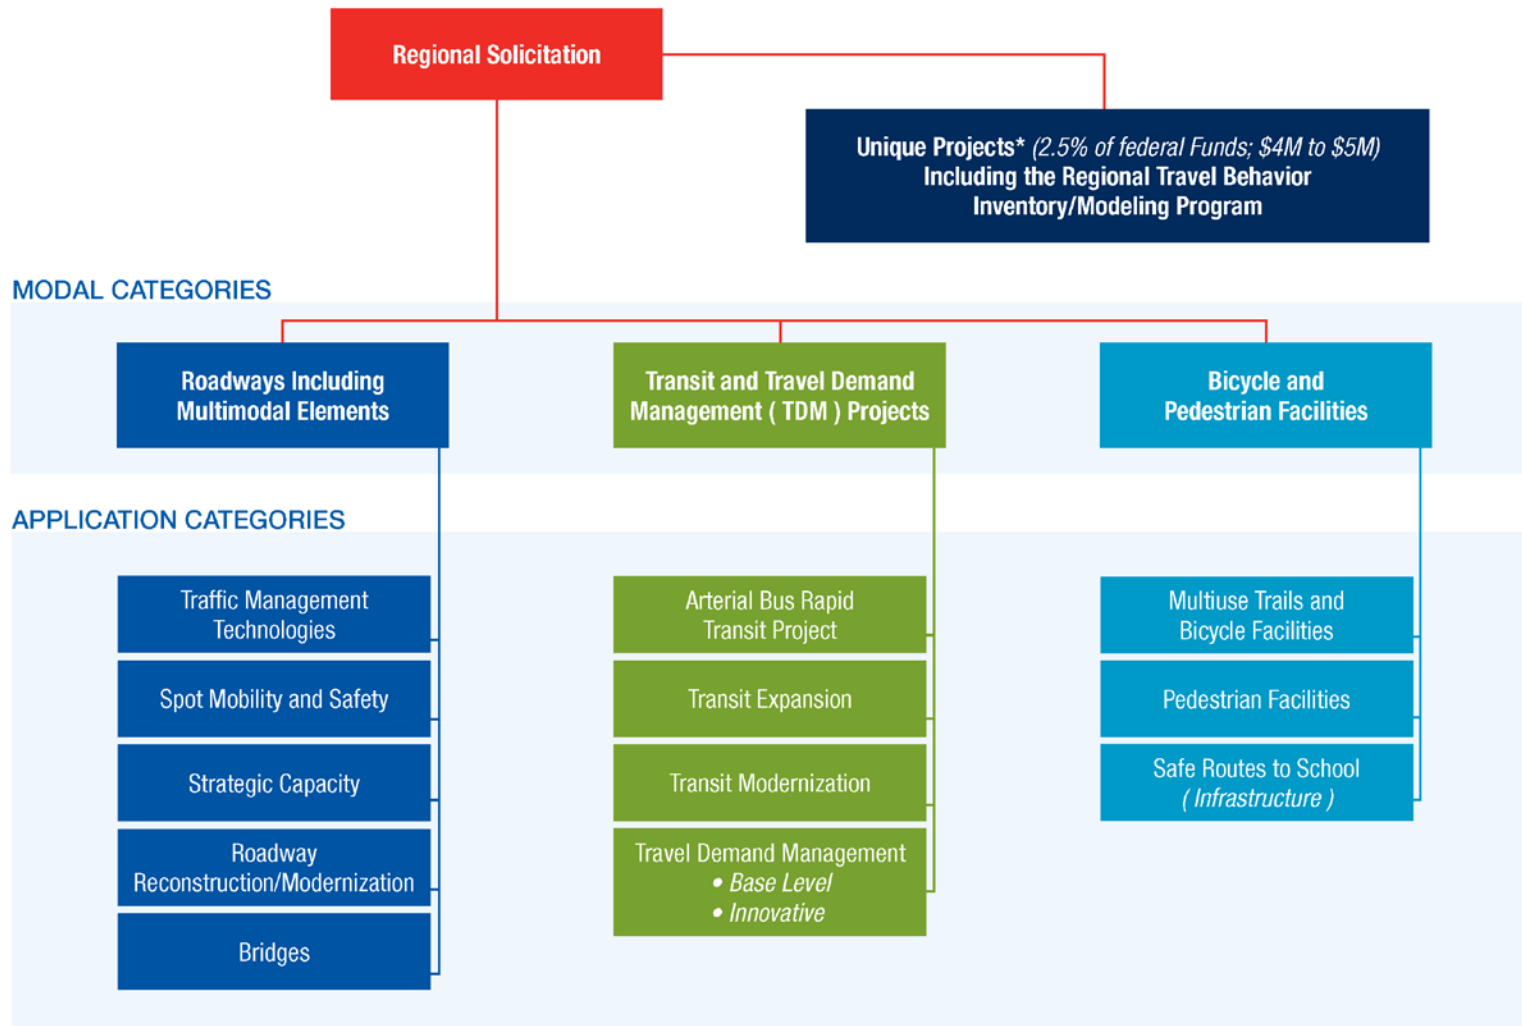 Regional Solicitation
Unique Projects* (2.5% of federal Funds; $4M to $5M)
Including the Regional Travel Behavior
Inventory/Modeling Program
MODAL CATEGORIES
Roadways Including
Multimodal Elements
Transit and Travel Demand
Management ( TDM ) Projects
Bicycle and
Pedestrian Facilities
APPLICATION CATEGORIES
Traffic Management
Technologies
Spot Mobility and Safety
Strategic Capacity
Roadway
Reconstruction/Modernization
Bridges
Arterial Bus Rapid
Transit Project
Transit Expansion
Transit Modernization
Travel Demand Management
• Base Level
• Innovative
Multiuse Trails and
Bicycle Facilities
Pedestrian Facilities
Safe Routes to School
( Infrastructure )